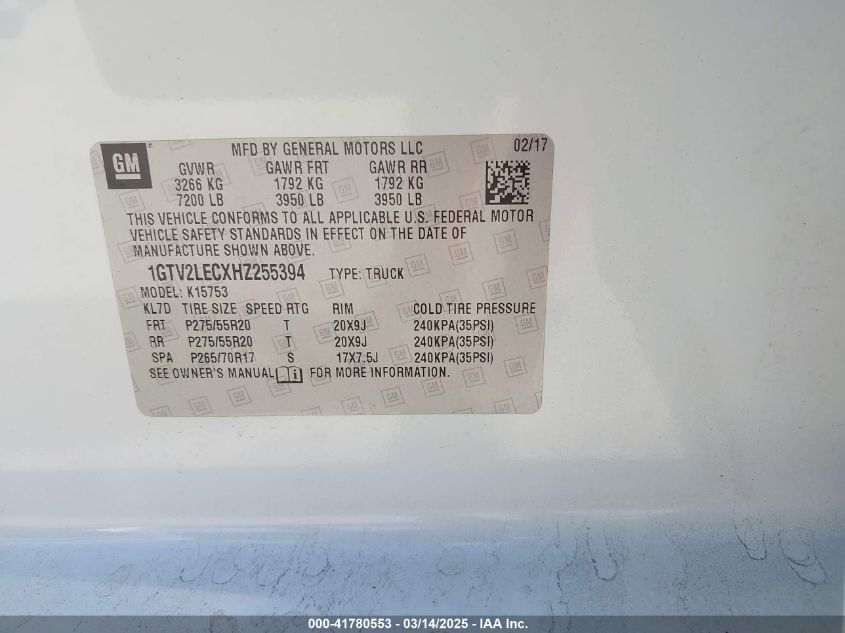 GM
MFD BY GENERAL MOTORS LLC 02/17
GVWR GAWR FRT GAWR RR
3266 KG 1792 KG 1792 KG
7200 LB 3950 LB 3950 LB
THIS VEHICLE CONFORMS TO ALL APPLICABLE U.S. FEDERAL MOTOR
VEHICLE SAFETY STANDARDS IN EFFECT ON THE DATE OF
MANUFACTURE SHOWN ABOVE.
1GTV2LECXHZ255394 TYPE: TRUCK
MODEL: K15753
KL7D TIRE SIZE SPEED RTG RIM COLD TIRE PRESSURE
FRT P275/55R20 T 20X9J 240KPA(35PSI)
RR P275/55R20 T 20X9J 240KPA(35PSI)
SPA P265/70R17 S 17X7.5J 240KPA(35PSI)
SEE OWNER'S MANUAL FOR MORE INFORMATION.
000-41780553 - 03/14/2025 - IAA Inc.